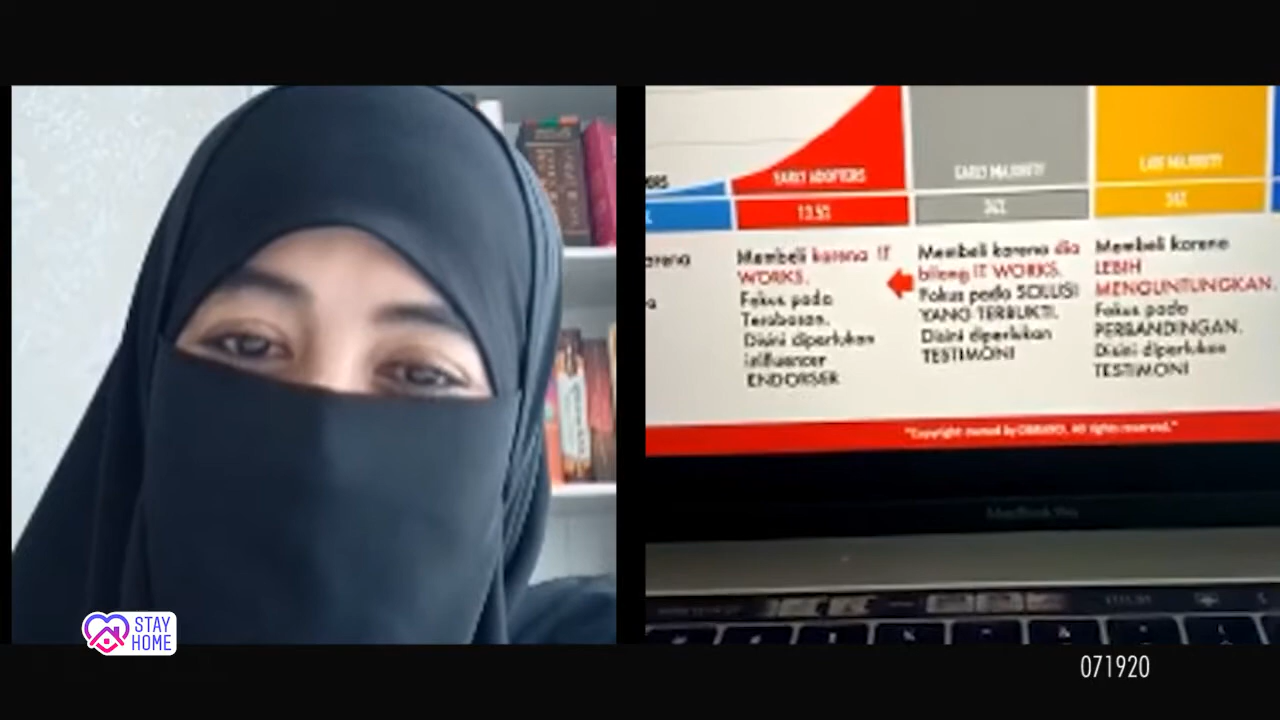 EARLY ADOPTERS
EARLY MAJORITY
LATE MAJORITY
13.5%
34%
Membeli karena IT
WORKS.
Fokus pada
Terobosan.
Disini diperlukan
influencer
ENDORSER
Membeli karena dia
bilang IT WORKS.
Fokus pada SOLUSI
YANG TERBUKTI.
Disini diperlukan
TESTIMONI
Membeli karena
LEBIH
MENGUNTUNGKAN.
Fokus pada
PERBANDINGAN.
Disini diperlukan
TESTIMONI
"Copyright owned by All rights reserved."
MacBook Pro
STAY
HOME
071920